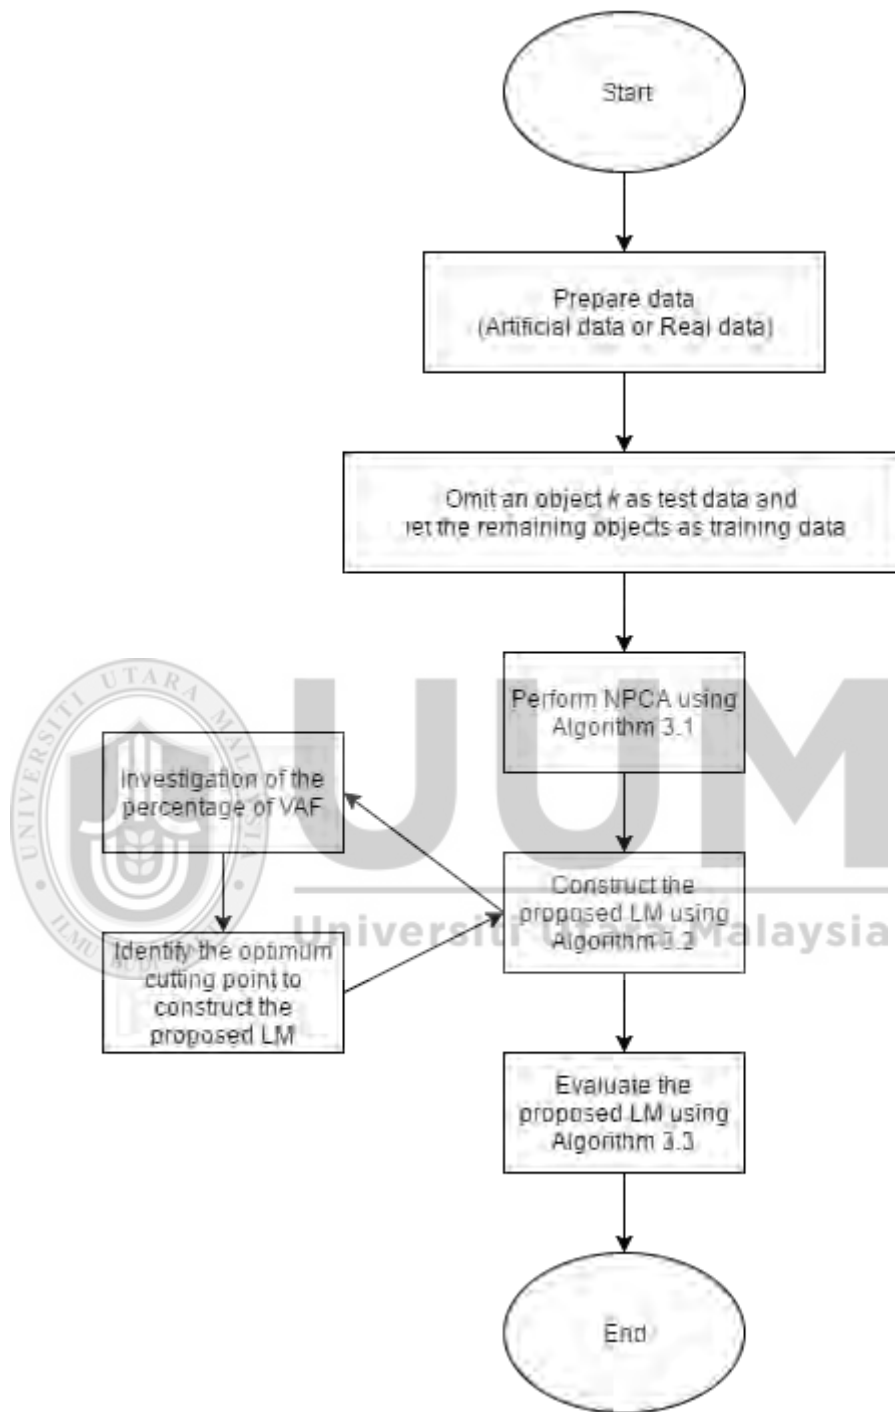 Start
Prepare data
(Artificial data or Real data)
Omit an object k as test data and
let the remaining objects as training data
Perform NPCA using
Algorithm 3.1
Investigation of the
percentage of VAF
Construct the
proposed LM using
Algorithm 3.2
Identify the optimum
cutting point to
construct the
proposed LM
Evaluate the
proposed LM using
Algorithm 3.3
End
UNIVERSITI UTARA MALAYSIA
UUM
Universiti Utara Malaysia